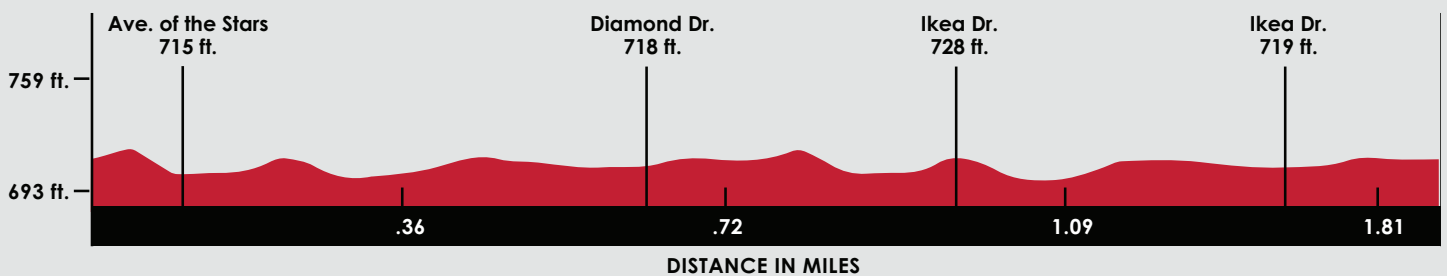 Ave. of the Stars
715 ft.
Diamond Dr.
718 ft.
Ikea Dr.
728 ft.
Ikea Dr.
719 ft.
759 ft.
693 ft.
.36
.72
1.09
1.81
DISTANCE IN MILES